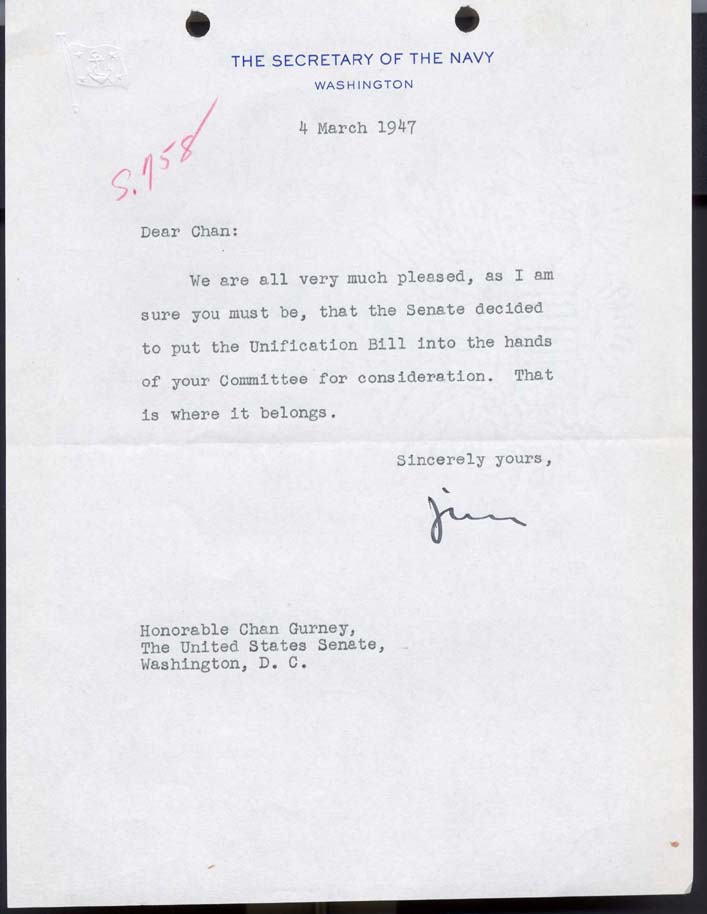 THE SECRETARY OF THE NAVY
WASHINGTON
4 March 1947
S. 758
Dear Chan:
We are all very much pleased, as I am
sure you must be, that the Senate decided
to put the Unification Bill into the hands
of your Committee for consideration. That
is where it belongs.
Sincerely yours,
Jim
Honorable Chan Gurney,
The United States Senate,
Washington, D. C.